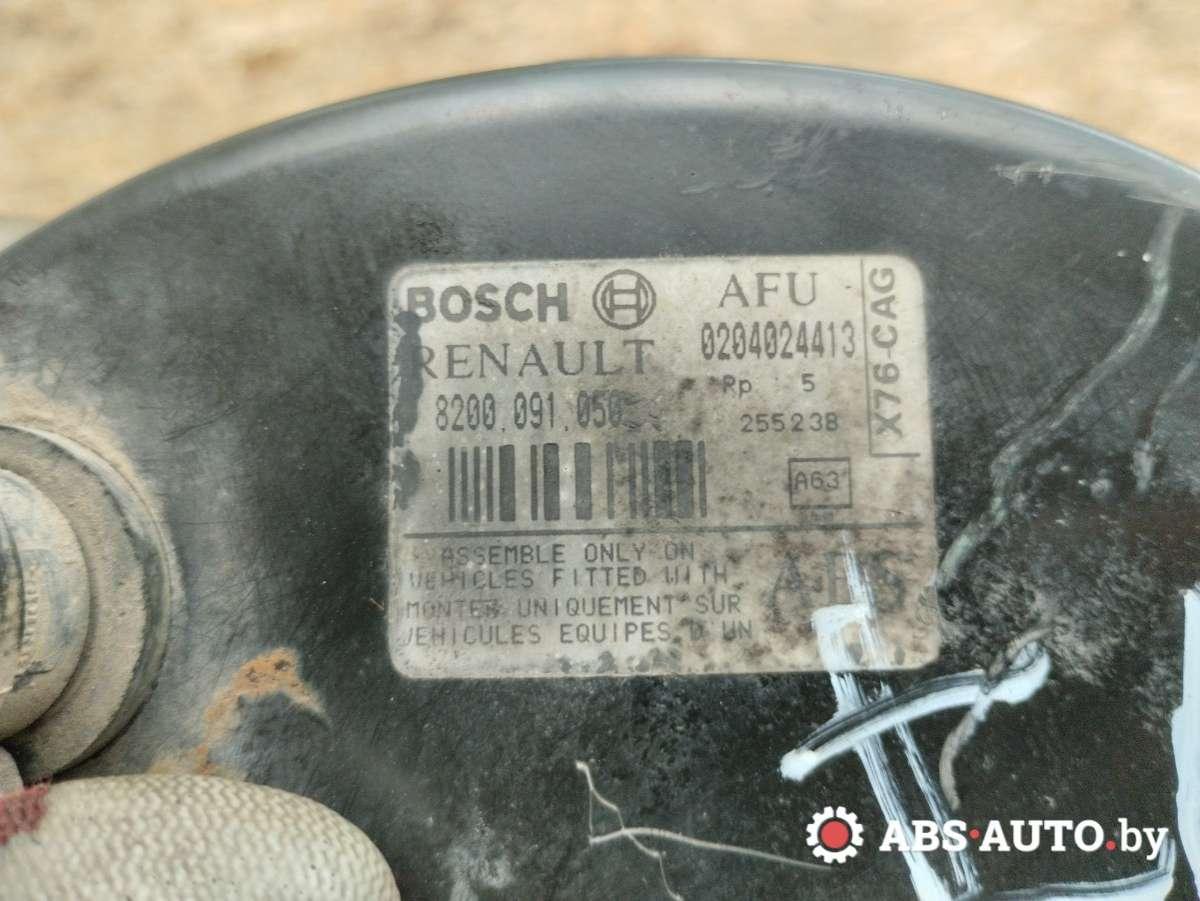 BOSCH AFU
RENAULT 0204024413
Rp 5
8200 091 050
255238
X76-CAG
A63
ASSEMBLE ONLY ON
VEHICLES FITTED WITH
MONTER UNIQUEMENT SUR
VEHICULES EQUIPES D UN
ABS
ABS·AUTO.by